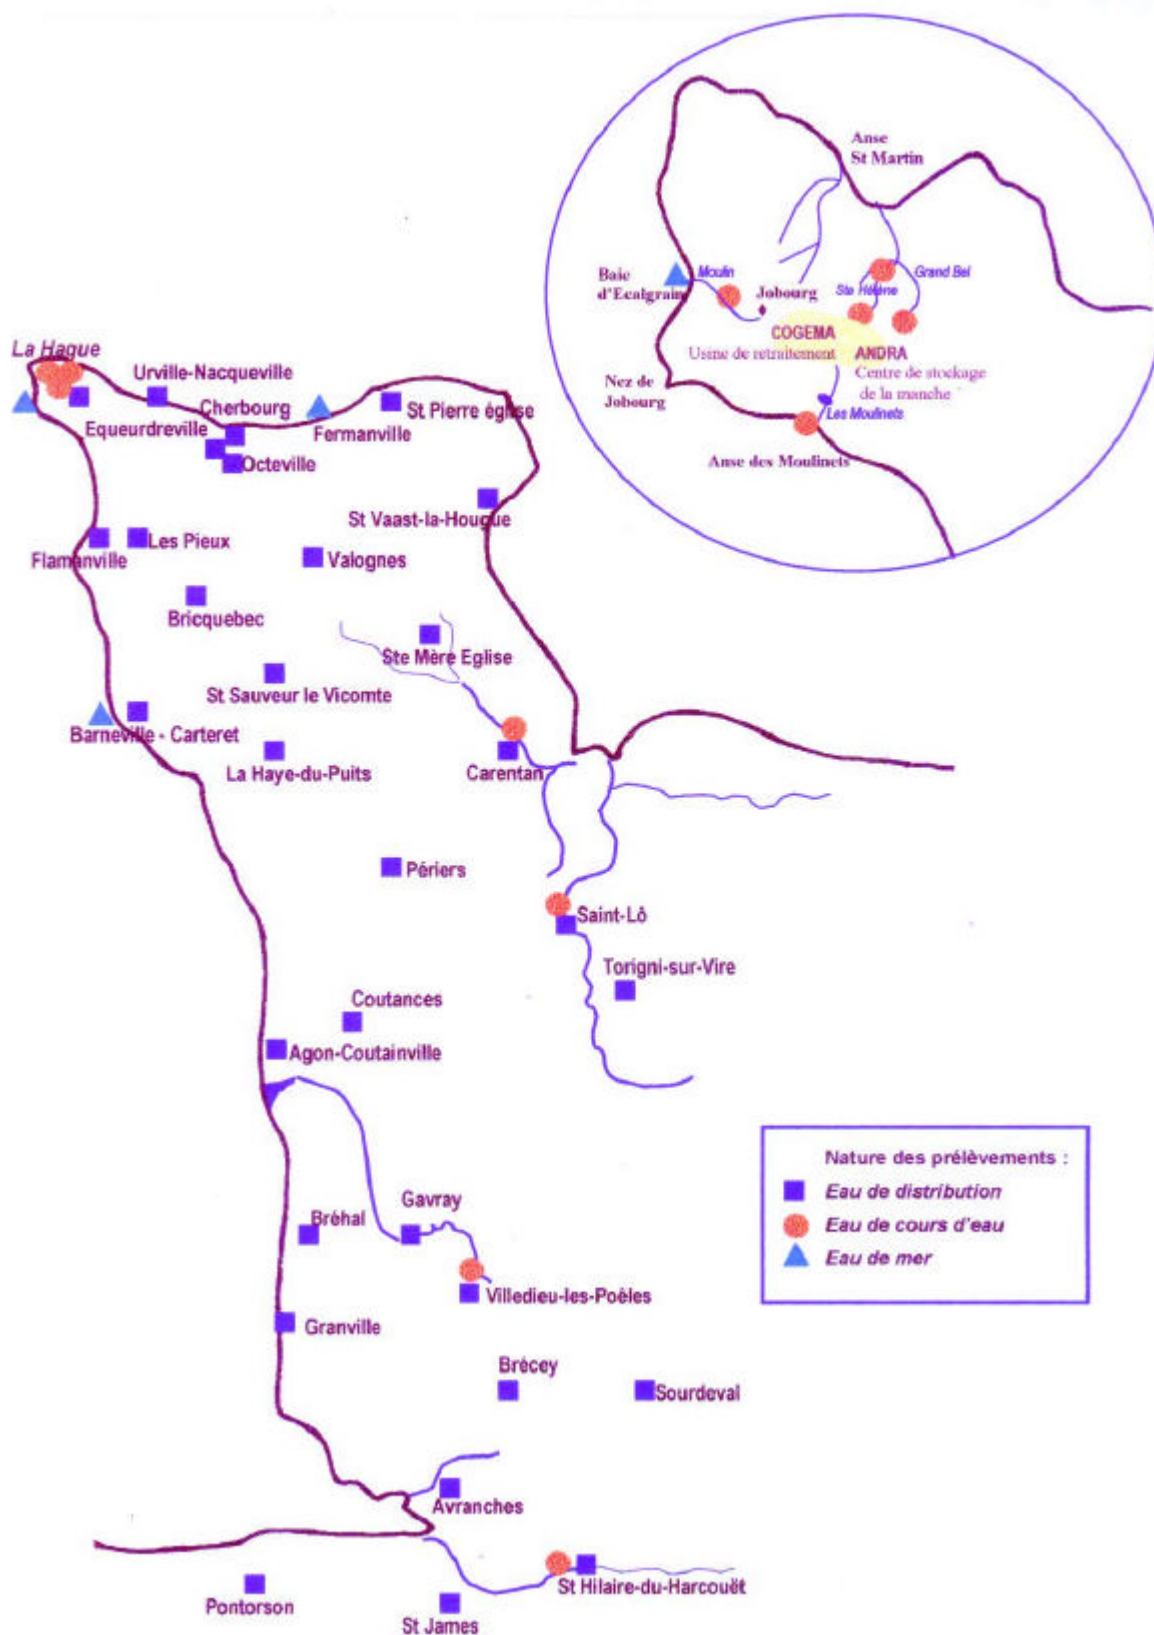 Anse
St Martin
Baie
d'Ecalgrain
Moulin
Jobourg
Ste Hélène
Grand Bel
COGEMA
Usine de retraitement
ANDRA
Centre de stockage
de la manche
Nez de
Jobourg
Les Moulinets
Anse des Moulinets
La Hague
Urville-Nacqueville
Cherbourg
St Pierre église
Equeurdreville
Fermanville
Octeville
St Vaast-la-Hougue
Flamanville
Les Pieux
Valognes
Bricquebec
Ste Mère Eglise
St Sauveur le Vicomte
Barneville - Carteret
La Haye-du-Puits
Carentan
Périers
Saint-Lô
Torigni-sur-Vire
Coutances
Agon-Coutainville
Nature des prélèvements :
Eau de distribution
Eau de cours d'eau
Eau de mer
Gavray
Bréhal
Villedieu-les-Poêles
Granville
Brécey
Sourdeval
Avranches
St Hilaire-du-Harcouët
Pontorson
St James